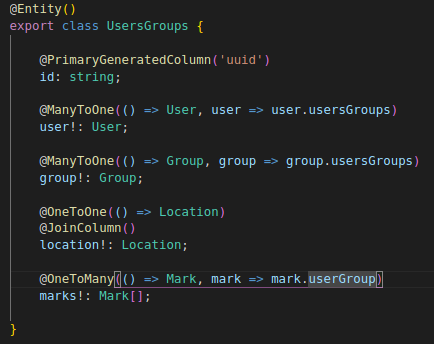 @Entity()
export class UsersGroups {
@PrimaryGeneratedColumn('uuid')
id: string;
@ManyToOne(() => User, user => user.usersGroups)
user!: User;
@ManyToOne(() => Group, group => group.usersGroups)
group!: Group;
@OneToOne(() => Location)
@JoinColumn()
location!: Location;
@OneToMany(() => Mark, mark => mark.userGroup)
marks!: Mark[];
}